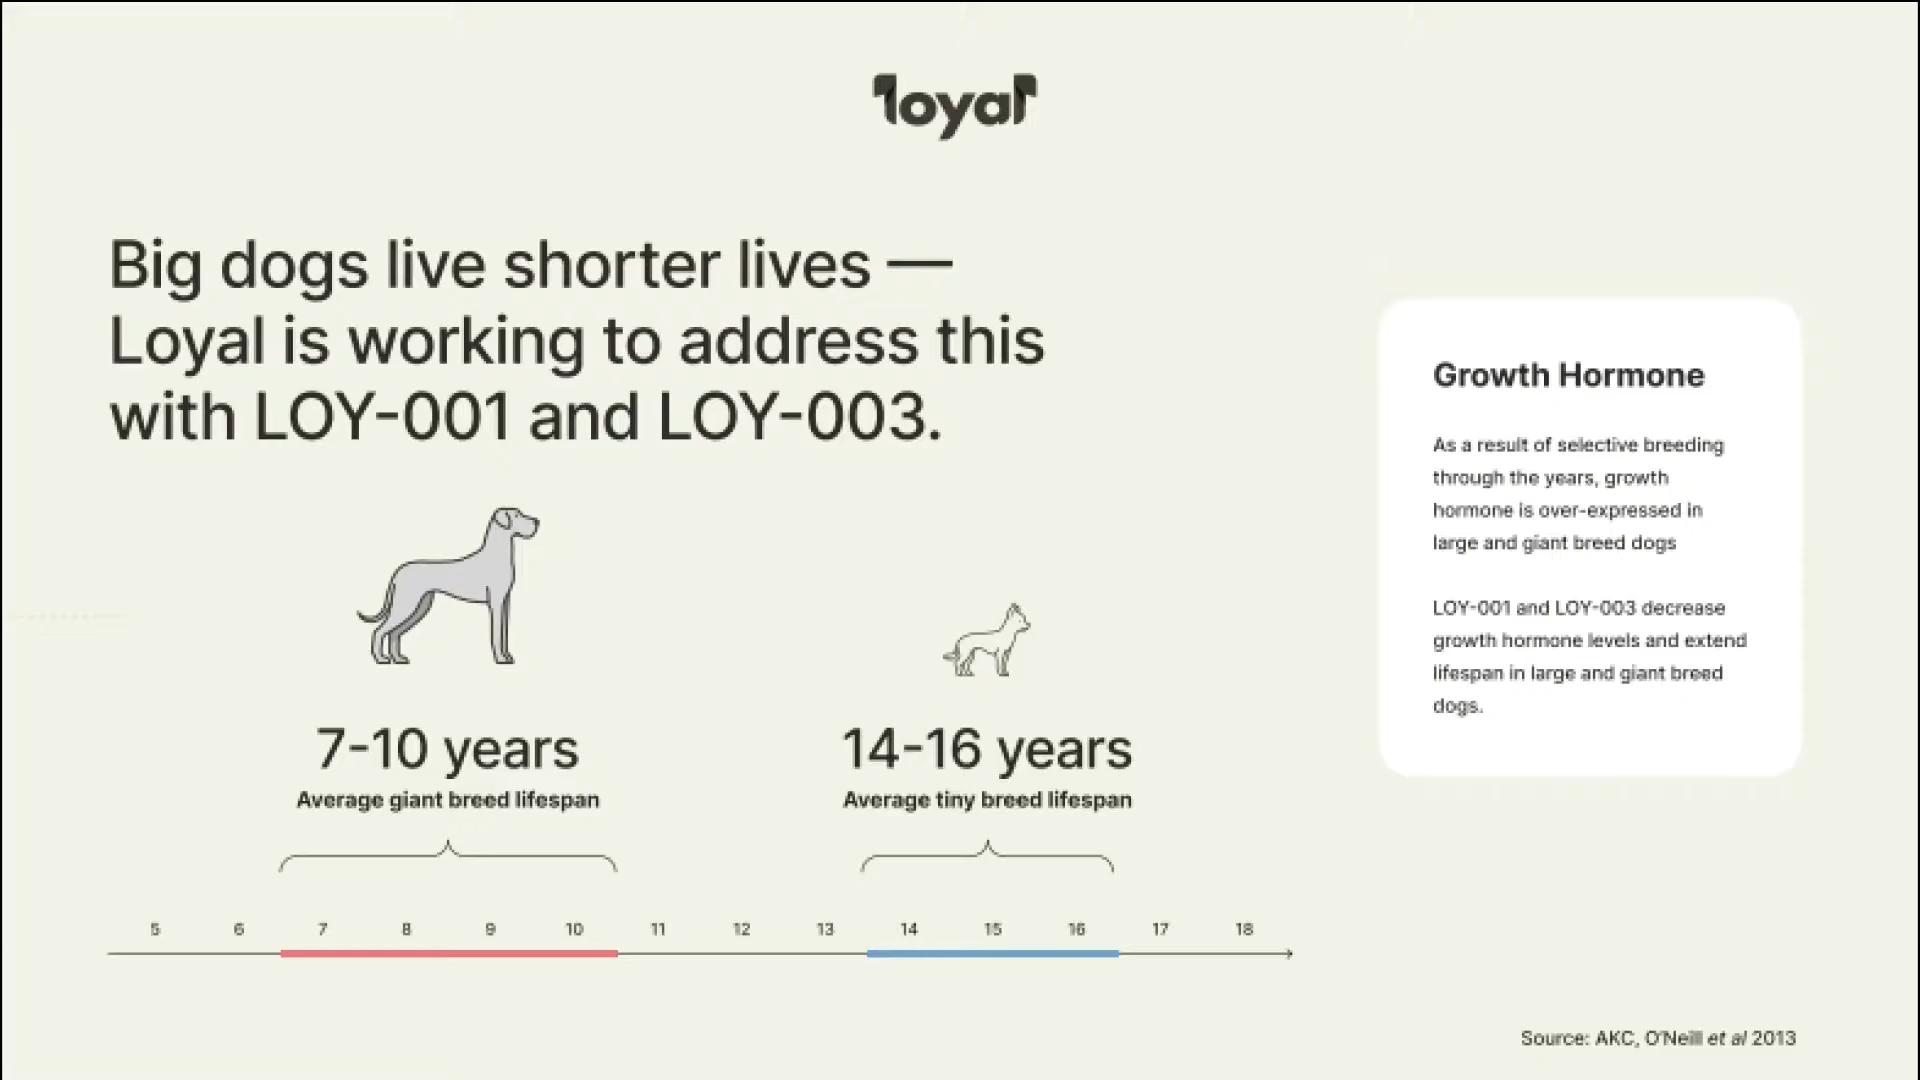 loyal
Big dogs live shorter lives —
Loyal is working to address this
with LOY-001 and LOY-003.
Growth Hormone
As a result of selective breeding
through the years, growth
hormone is over-expressed in
large and giant breed dogs
LOY-001 and LOY-003 decrease
growth hormone levels and extend
lifespan in large and giant breed
dogs.
7-10 years
Average giant breed lifespan
14-16 years
Average tiny breed lifespan
5 6 7 8 9 10 11 12 13 14 15 16 17 18
Source: AKC, O'Neill et al 2013